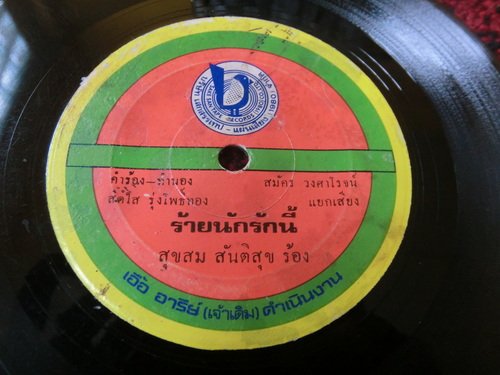 คำร้อง-ทำนอง
สมัคร วงศาโรจน์
รุ่งโพธิ์ทอง
แยกเสียง
ร้ายนักรักนี้
สุขสม สันติสุข ร้อง
เอื้อ อารีย์ (เจ้าเดิม) ดำเนินงาน